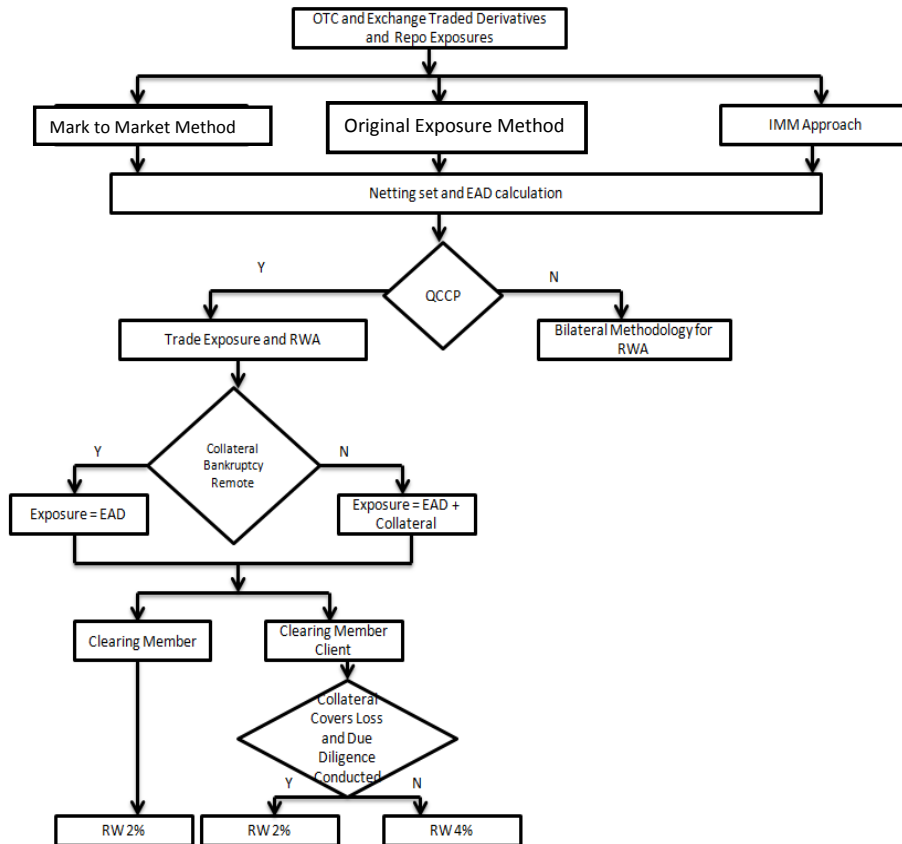 OTC and Exchange Traded Derivatives
and Repo Exposures
Mark to Market Method
Original Exposure Method
IMM Approach
Netting set and EAD calculation
Y
N
QCCP
Trade Exposure and RWA
Bilateral Methodology for
RWA
Y
N
Collateral
Bankruptcy
Remote
Exposure = EAD
Exposure = EAD +
Collateral
Clearing Member
Clearing Member
Client
Collateral
Covers Loss
and Due
Diligence
Conducted
Y
N
RW 2%
RW 2%
RW 4%